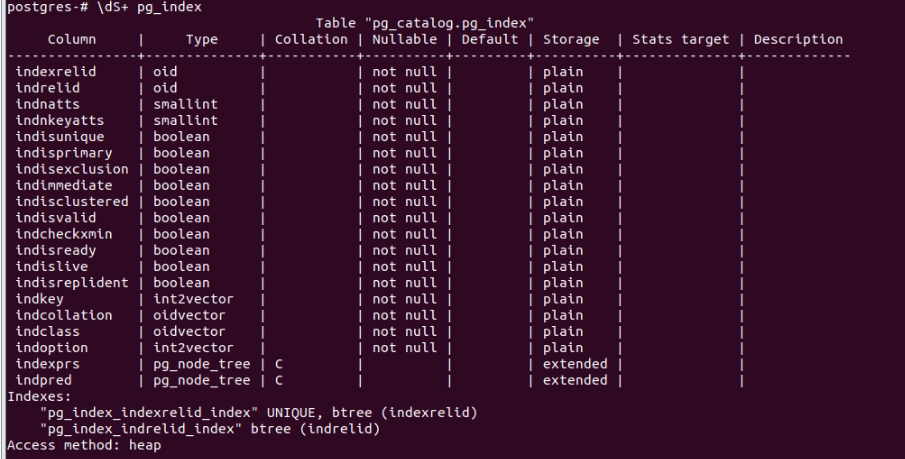 postgres-# \dS+ pg_index
                                      Table "pg_catalog.pg_index"
     Column     |     Type     | Collation | Nullable | Default | Storage  | Stats target | Description
----------------+--------------+-----------+----------+---------+----------+--------------+-------------
 indexrelid     | oid          |           | not null |         | plain    |              |
 indrelid       | oid          |           | not null |         | plain    |              |
 indnatts       | smallint     |           | not null |         | plain    |              |
 indnkeyatts    | smallint     |           | not null |         | plain    |              |
 indisunique    | boolean      |           | not null |         | plain    |              |
 indisprimary   | boolean      |           | not null |         | plain    |              |
 indisexclusion | boolean      |           | not null |         | plain    |              |
 indimmediate   | boolean      |           | not null |         | plain    |              |
 indisclustered | boolean      |           | not null |         | plain    |              |
 indisvalid     | boolean      |           | not null |         | plain    |              |
 indcheckxmin   | boolean      |           | not null |         | plain    |              |
 indisready     | boolean      |           | not null |         | plain    |              |
 indislive      | boolean      |           | not null |         | plain    |              |
 indisreplident | boolean      |           | not null |         | plain    |              |
 indkey         | int2vector   |           | not null |         | plain    |              |
 indcollation   | oidvector    |           | not null |         | plain    |              |
 indclass       | oidvector    |           | not null |         | plain    |              |
 indoption      | int2vector   |           | not null |         | plain    |              |
 indexprs       | pg_node_tree | C         |          |         | extended |              |
 indpred        | pg_node_tree | C         |          |         | extended |              |
Indexes:
    "pg_index_indexrelid_index" UNIQUE, btree (indexrelid)
    "pg_index_indrelid_index" btree (indrelid)
Access method: heap